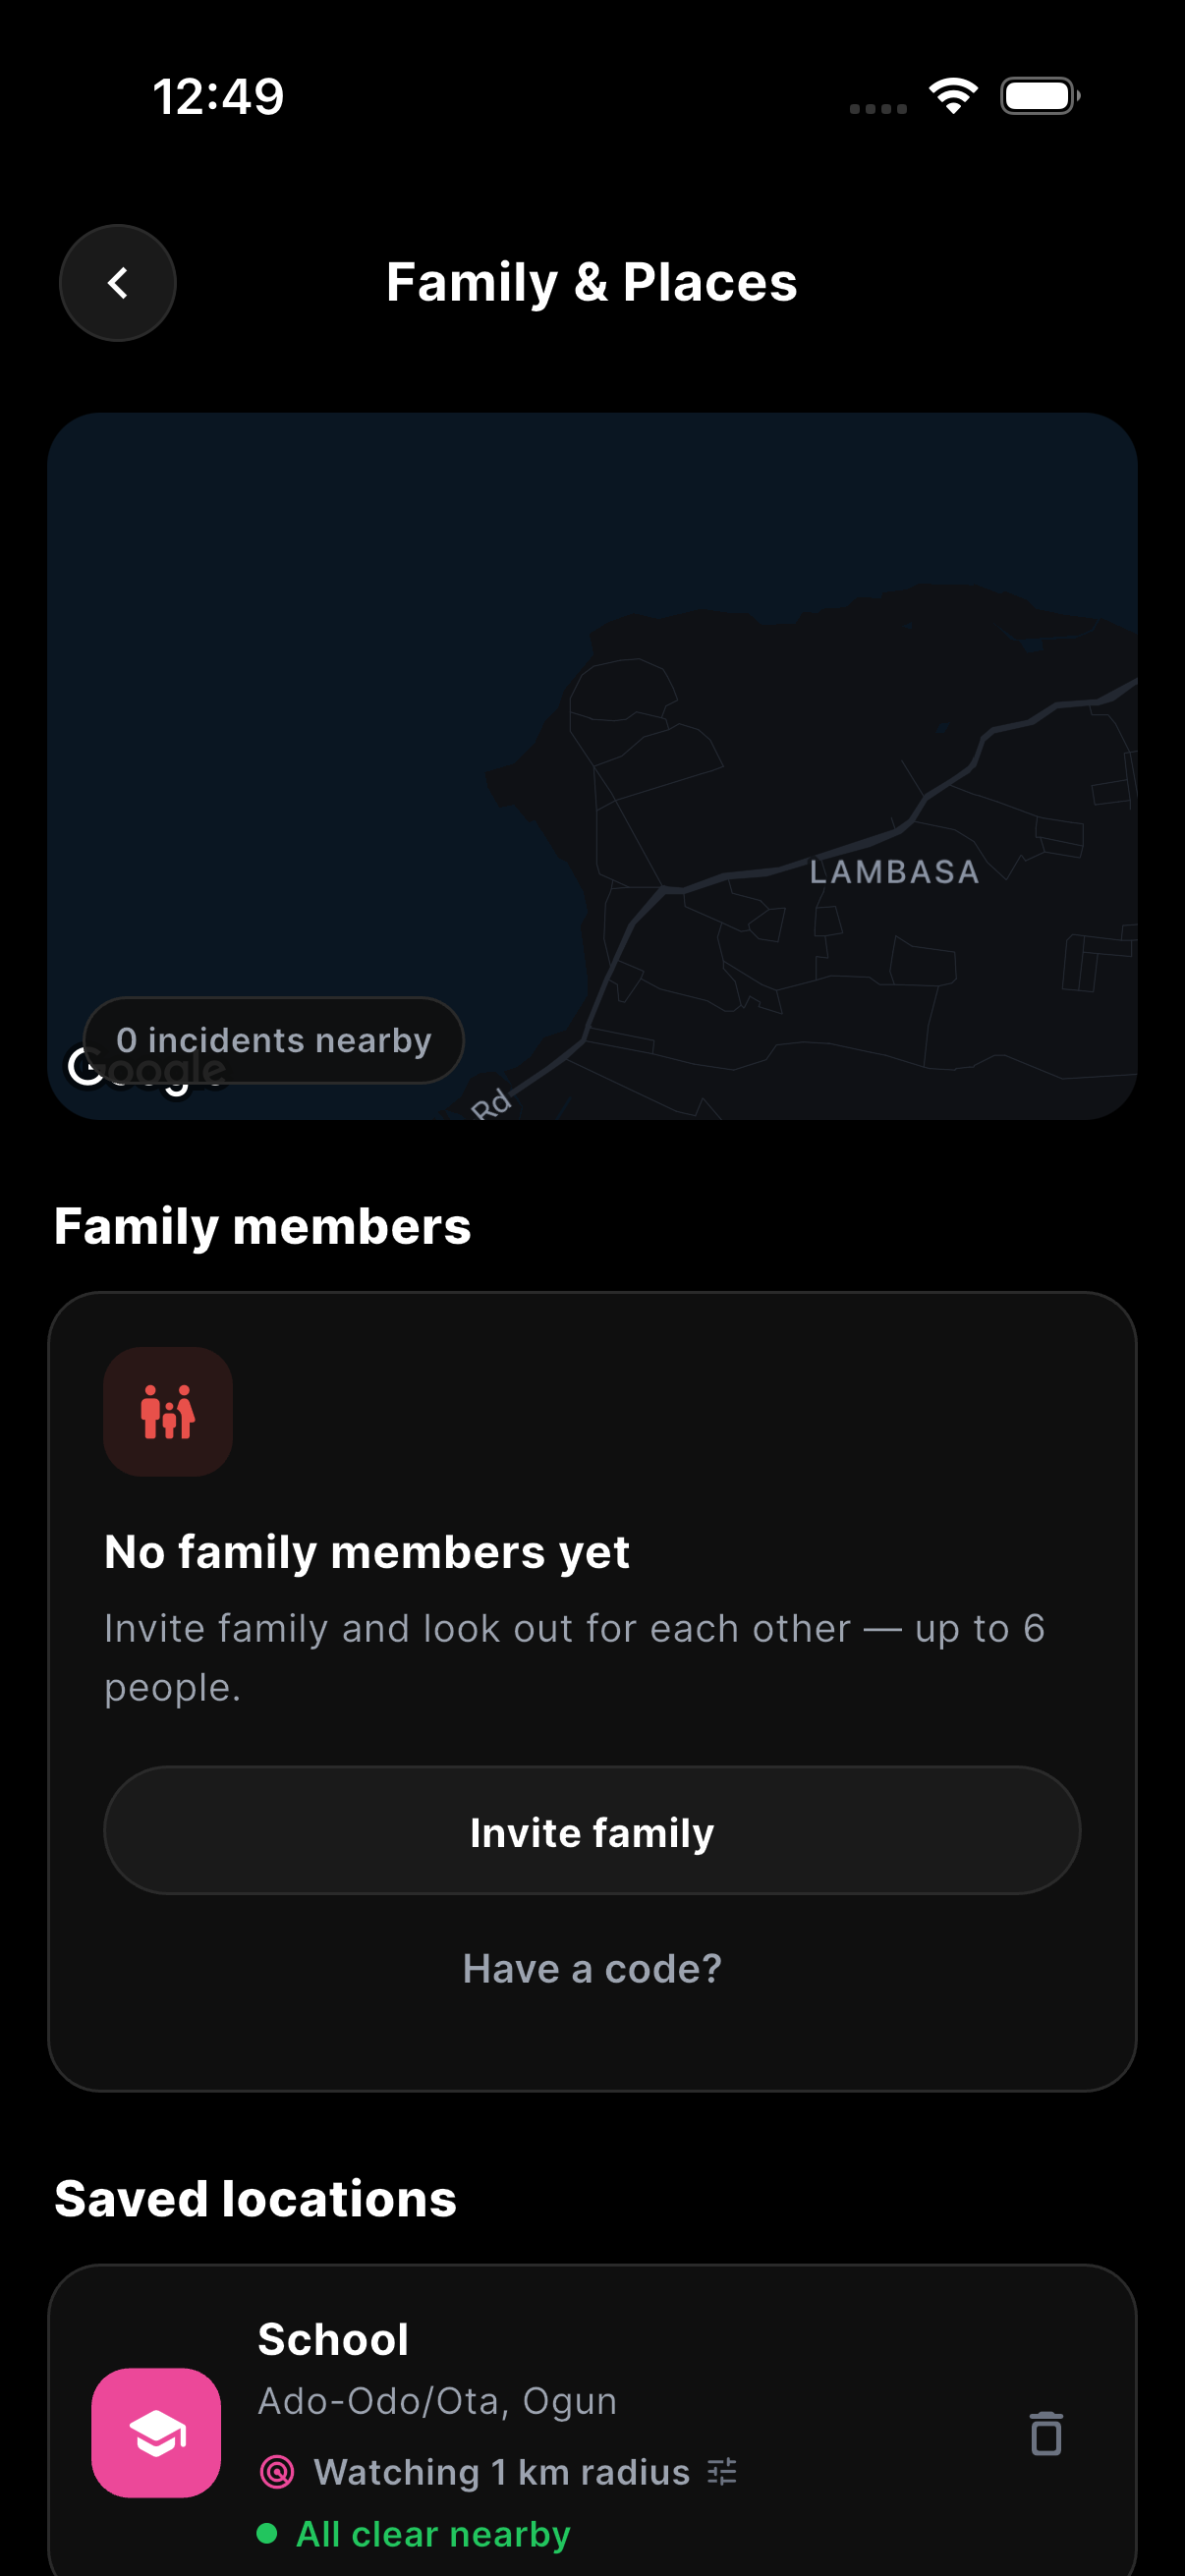 12:49
Family & Places
LAMBASA
0 incidents nearby
Google
Rd
Family members
No family members yet
Invite family and look out for each other — up to 6
people.
Invite family
Have a code?
Saved locations
School
Ado-Odo/Ota, Ogun
Watching 1 km radius
All clear nearby